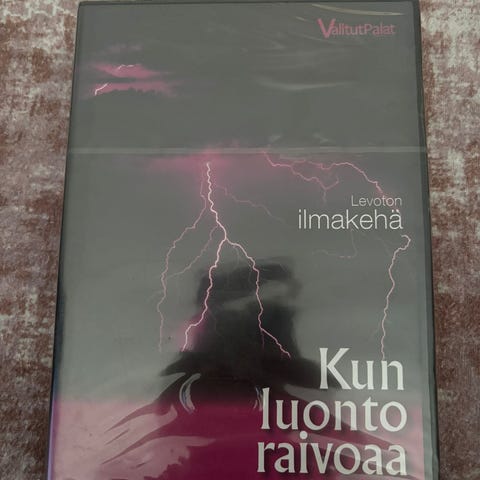 ValitutPalat
Levoton
ilmakehä
Kun
luonto
raivoaa